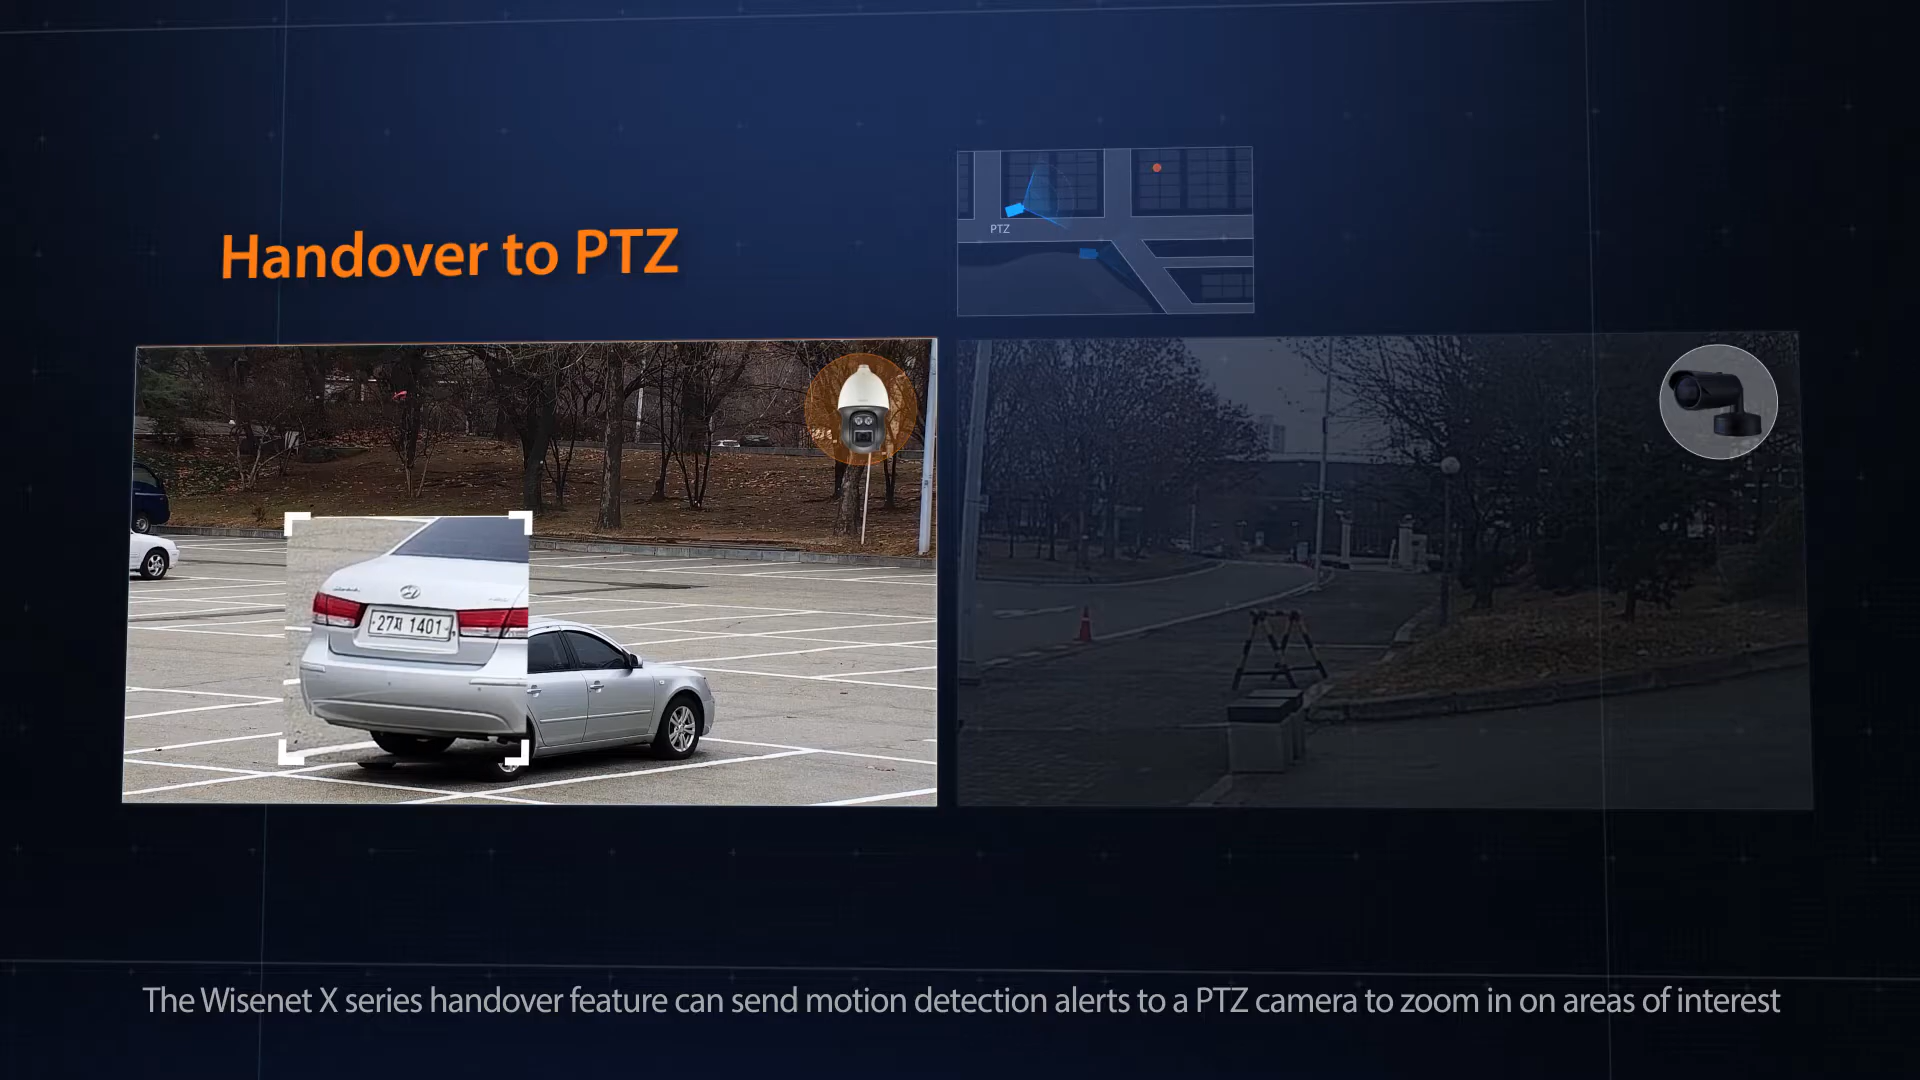 Handover to PTZ
PTZ
27자 1401
The Wisenet X series handover feature can send motion detection alerts to a PTZ camera to zoom in on areas of interest